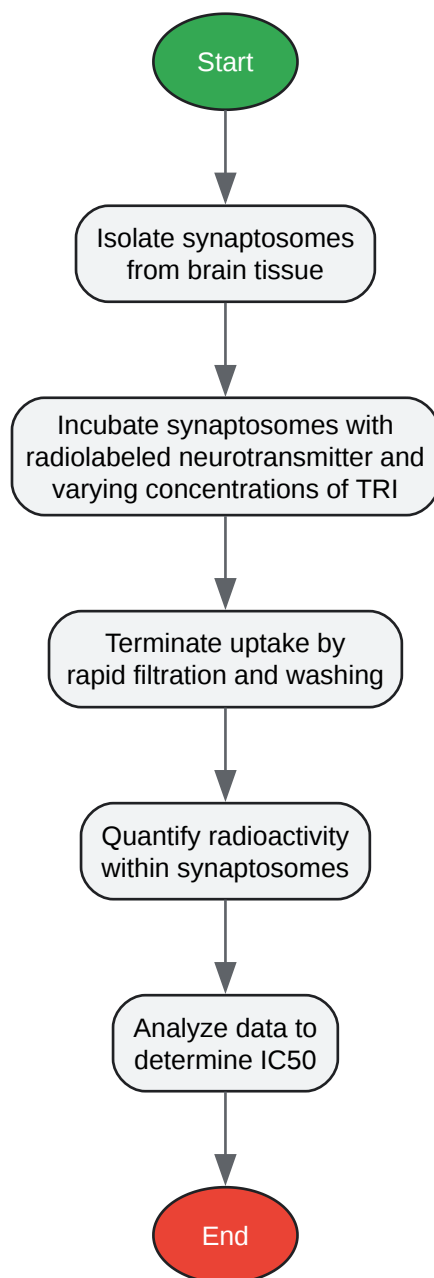 Start
Isolate synaptosomes
from brain tissue
Incubate synaptosomes with
radiolabeled neurotransmitter and
varying concentrations of TRI
Terminate uptake by
rapid filtration and washing
Quantify radioactivity
within synaptosomes
Analyze data to
determine IC50
End